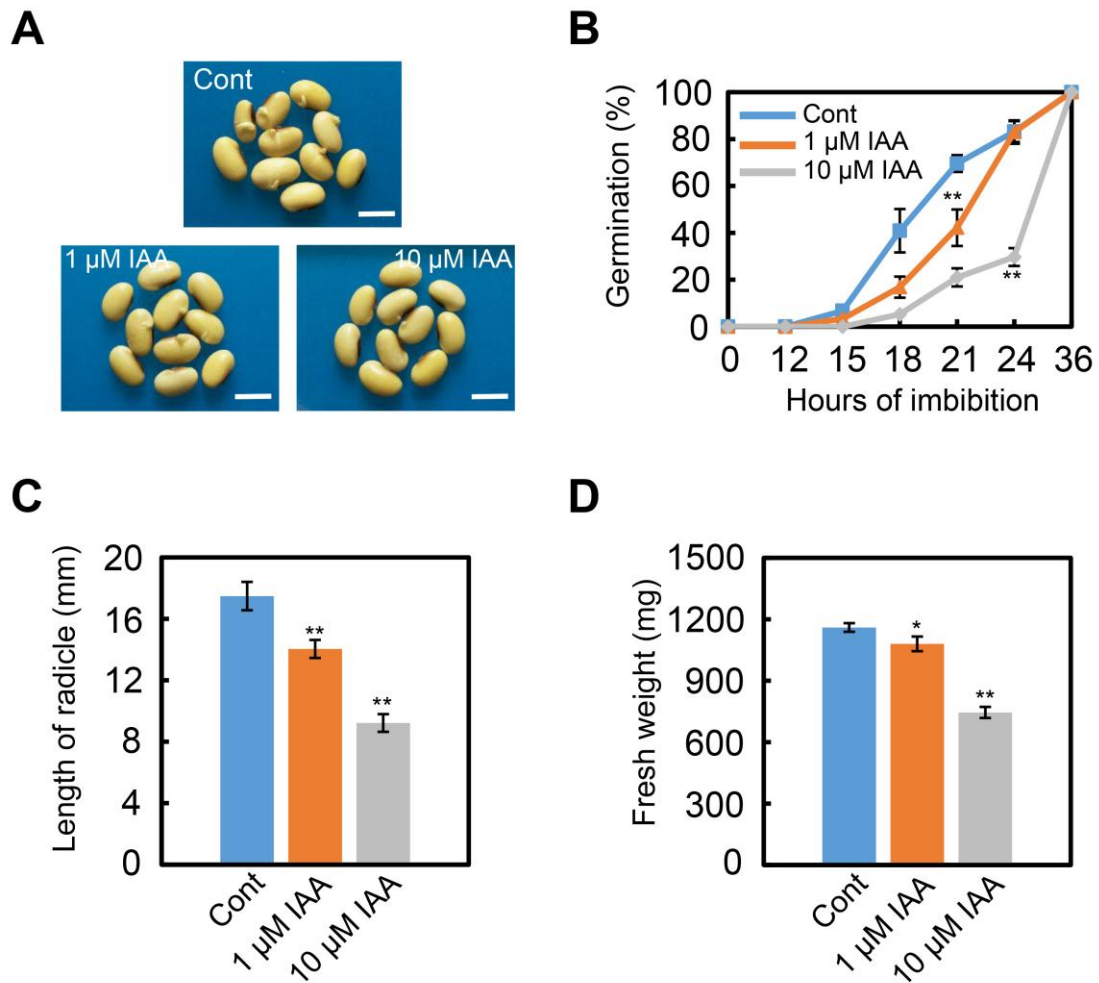 A
Cont
1 μM IAA
10 μM IAA
B
Germination (%)
100
80
60
40
20
0
Cont
1 μM IAA
10 μM IAA
**
**
0 12 15 18 21 24 36
Hours of imbibition
C
Length of radicle (mm)
20
16
12
8
4
0
**
**
Cont
1 μM IAA
10 μM IAA
D
Fresh weight (mg)
1500
1200
900
600
300
0
*
**
Cont
1 μM IAA
10 μM IAA